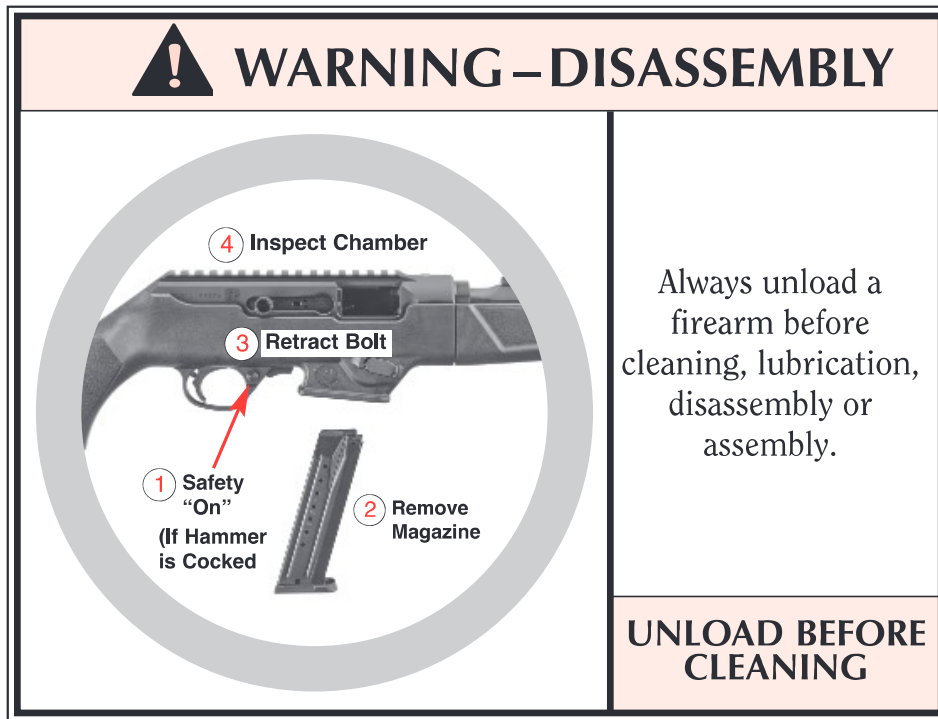 WARNING – DISASSEMBLY
4 Inspect Chamber
3 Retract Bolt
1 Safety
“On”
(If Hammer
is Cocked
2 Remove
Magazine
Always unload a
firearm before
cleaning, lubrication,
disassembly or
assembly.
UNLOAD BEFORE
CLEANING